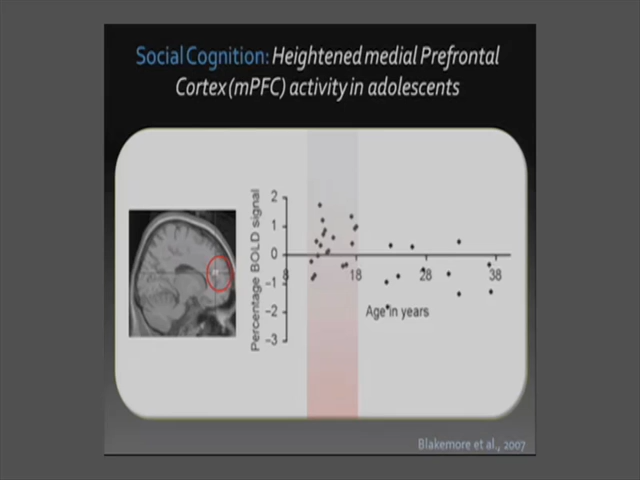 Social Cognition: Heightened medial Prefrontal
Cortex (mPFC) activity in adolescents
Percentage BOLD signal
2
1
0
-1
-2
-3
8
18
28
38
Age in years
Blakemore et al., 2007